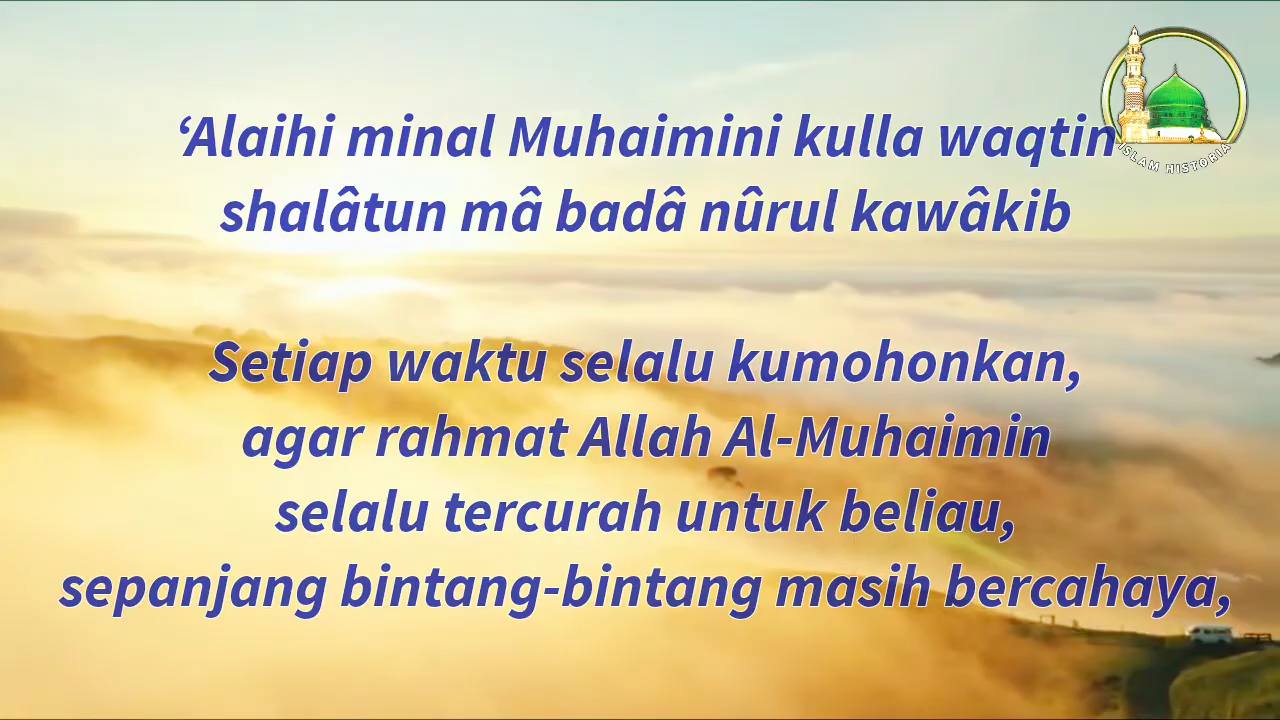 ‘Alaihi minal Muhaimini kulla waqtin
shalâtun mâ badâ nûrul kawâkib
Setiap waktu selalu kumohonkan,
agar rahmat Allah Al-Muhaimin
selalu tercurah untuk beliau,
sepanjang bintang-bintang masih bercahaya,
ISLAM HISTORIA